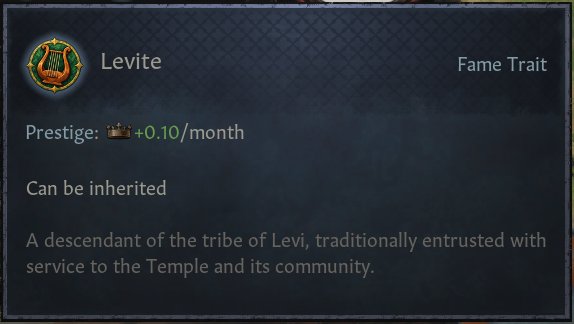 Levite
Fame Trait
Prestige: +0.10/month
Can be inherited
A descendant of the tribe of Levi, traditionally entrusted with
service to the Temple and its community.